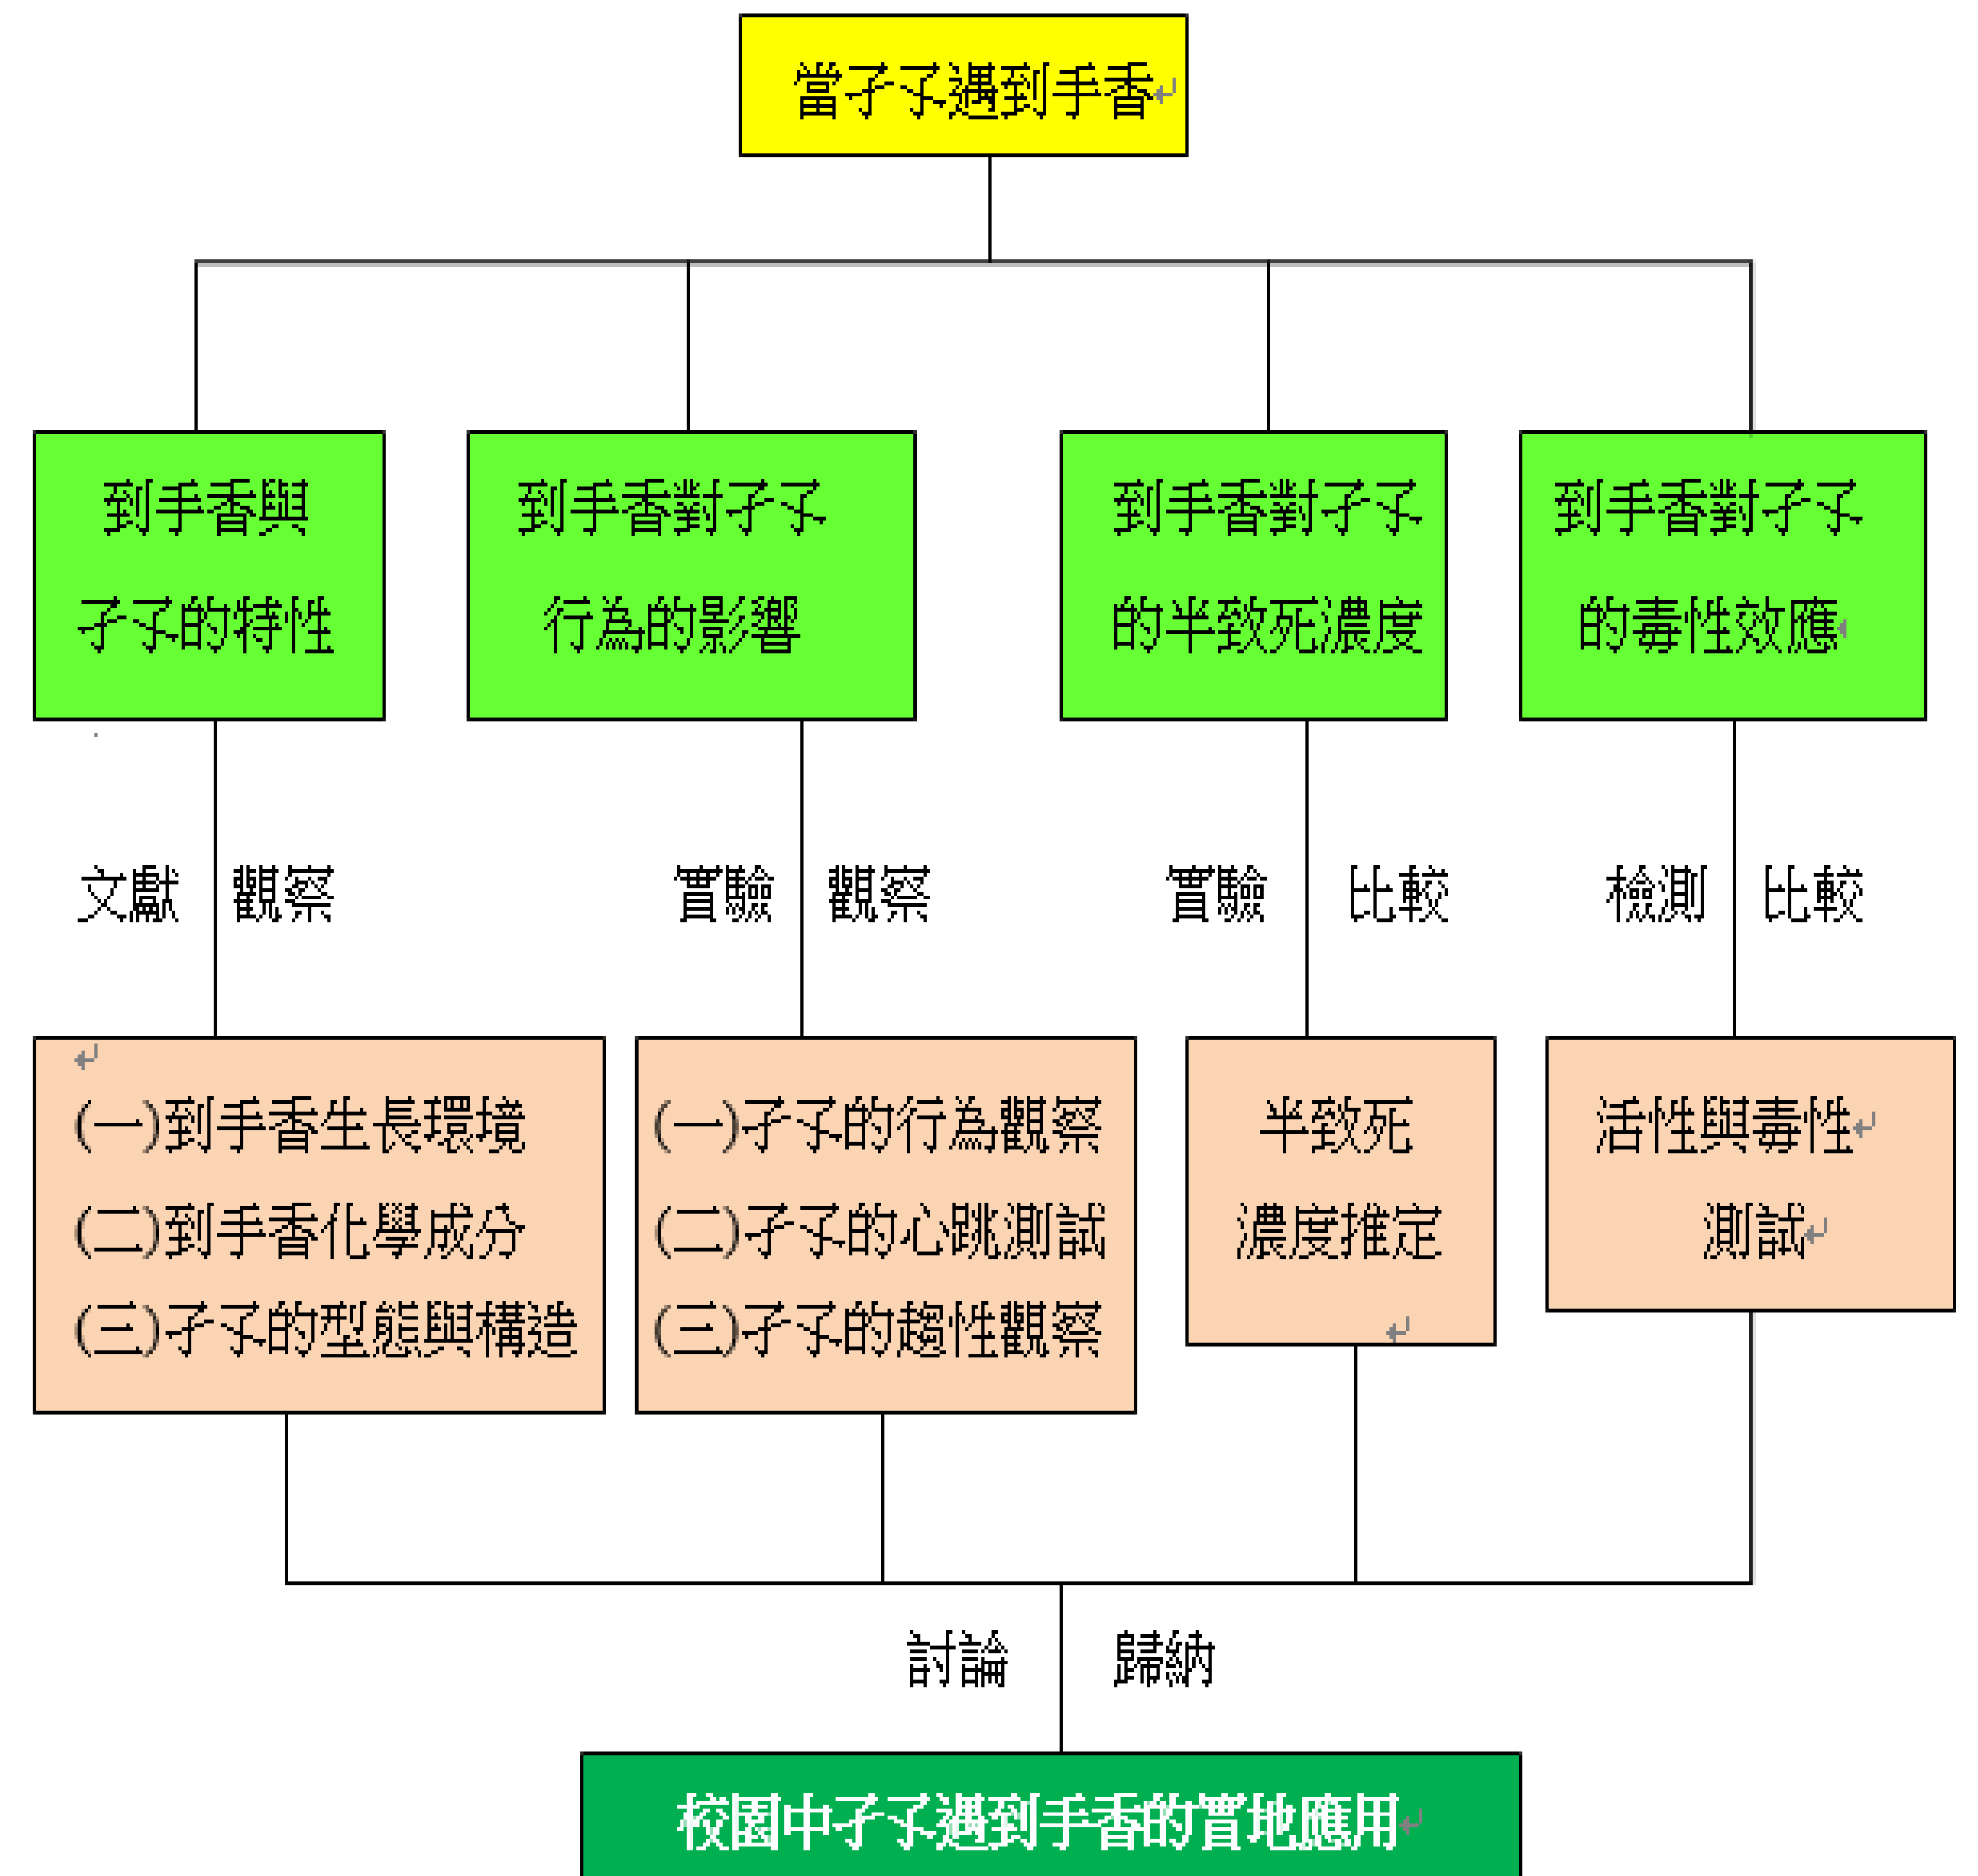 當孑孓遇到手香
到手香與
孑孓的特性
到手香對孑孓
行為的影響
到手香對孑孓
的半致死濃度
到手香對孑孓
的毒性效應
文獻 觀察
實驗 觀察
實驗 比較
檢測 比較
(一)到手香生長環境
(二)到手香化學成分
(三)孑孓的型態與構造
(一)孑孓的行為觀察
(二)孑孓的心跳測試
(三)孑孓的趨性觀察
半致死
濃度推定
活性與毒性
測試
討論 歸納
校園中孑孓遇到手香的實地應用